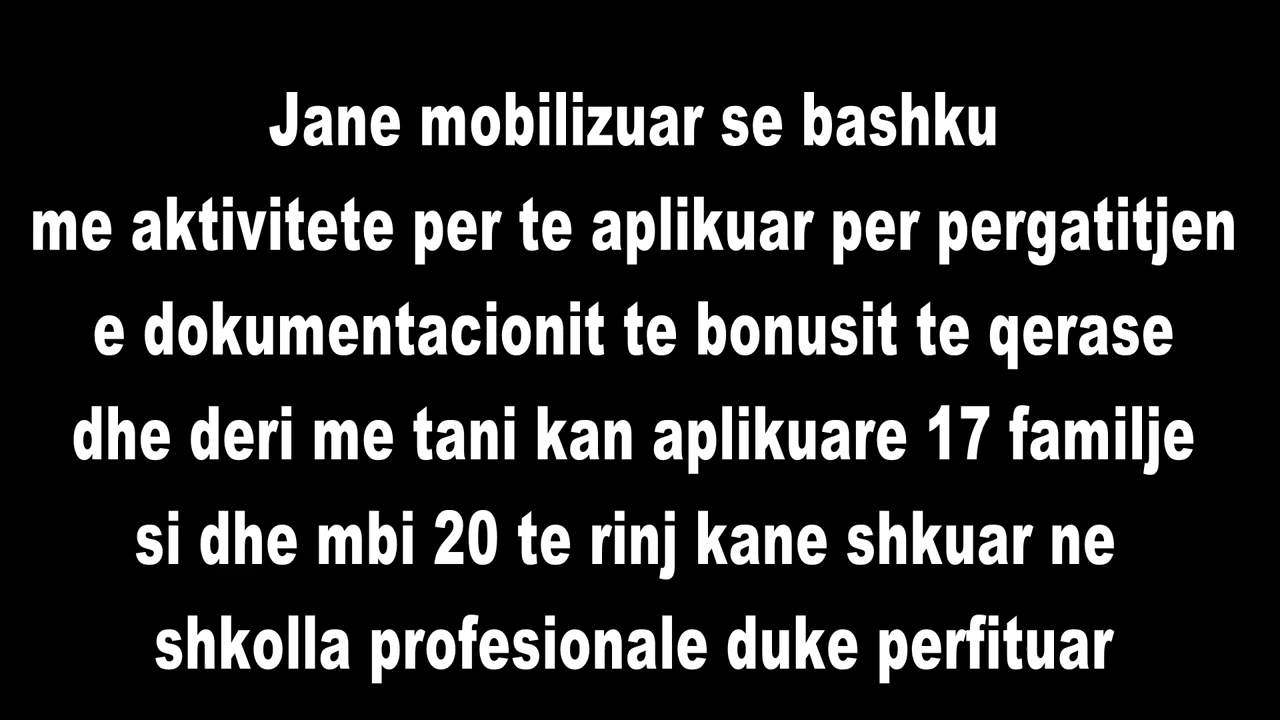 Jane mobilizuar se bashku
me aktivitete per te aplikuar per pergatitjen
e dokumentacionit te bonusit te qerase
dhe deri me tani kan aplikuare 17 familje
si dhe mbi 20 te rinj kane shkuar ne
shkolla profesionale duke perfituar